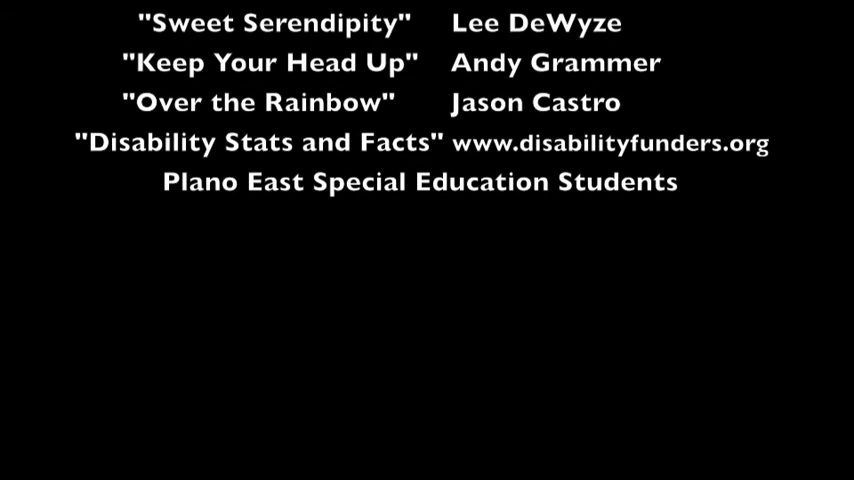 "Sweet Serendipity" Lee DeWyze
"Keep Your Head Up" Andy Grammer
"Over the Rainbow" Jason Castro
"Disability Stats and Facts" www.disabilityfunders.org
Plano East Special Education Students